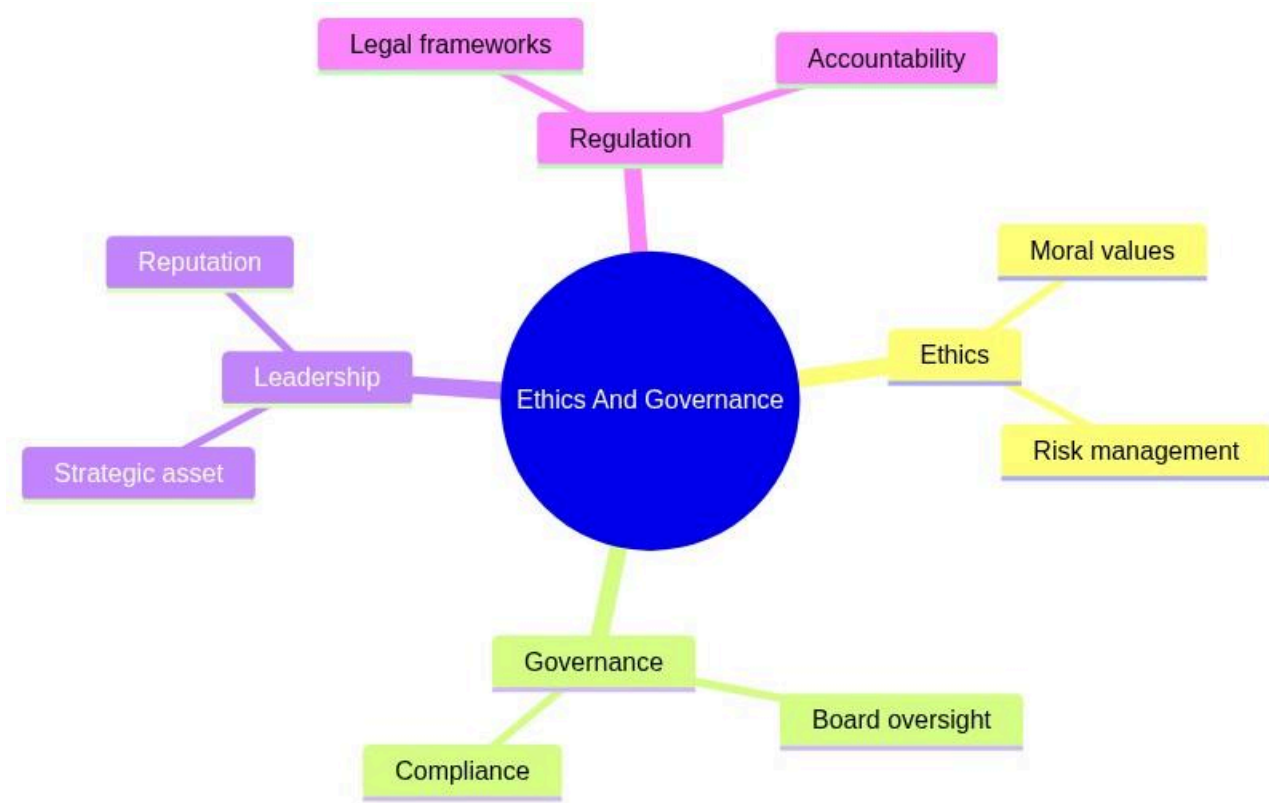 Legal frameworks
Accountability
Regulation
Reputation
Moral values
Leadership
Ethics
Ethics And Governance
Strategic asset
Risk management
Governance
Board oversight
Compliance